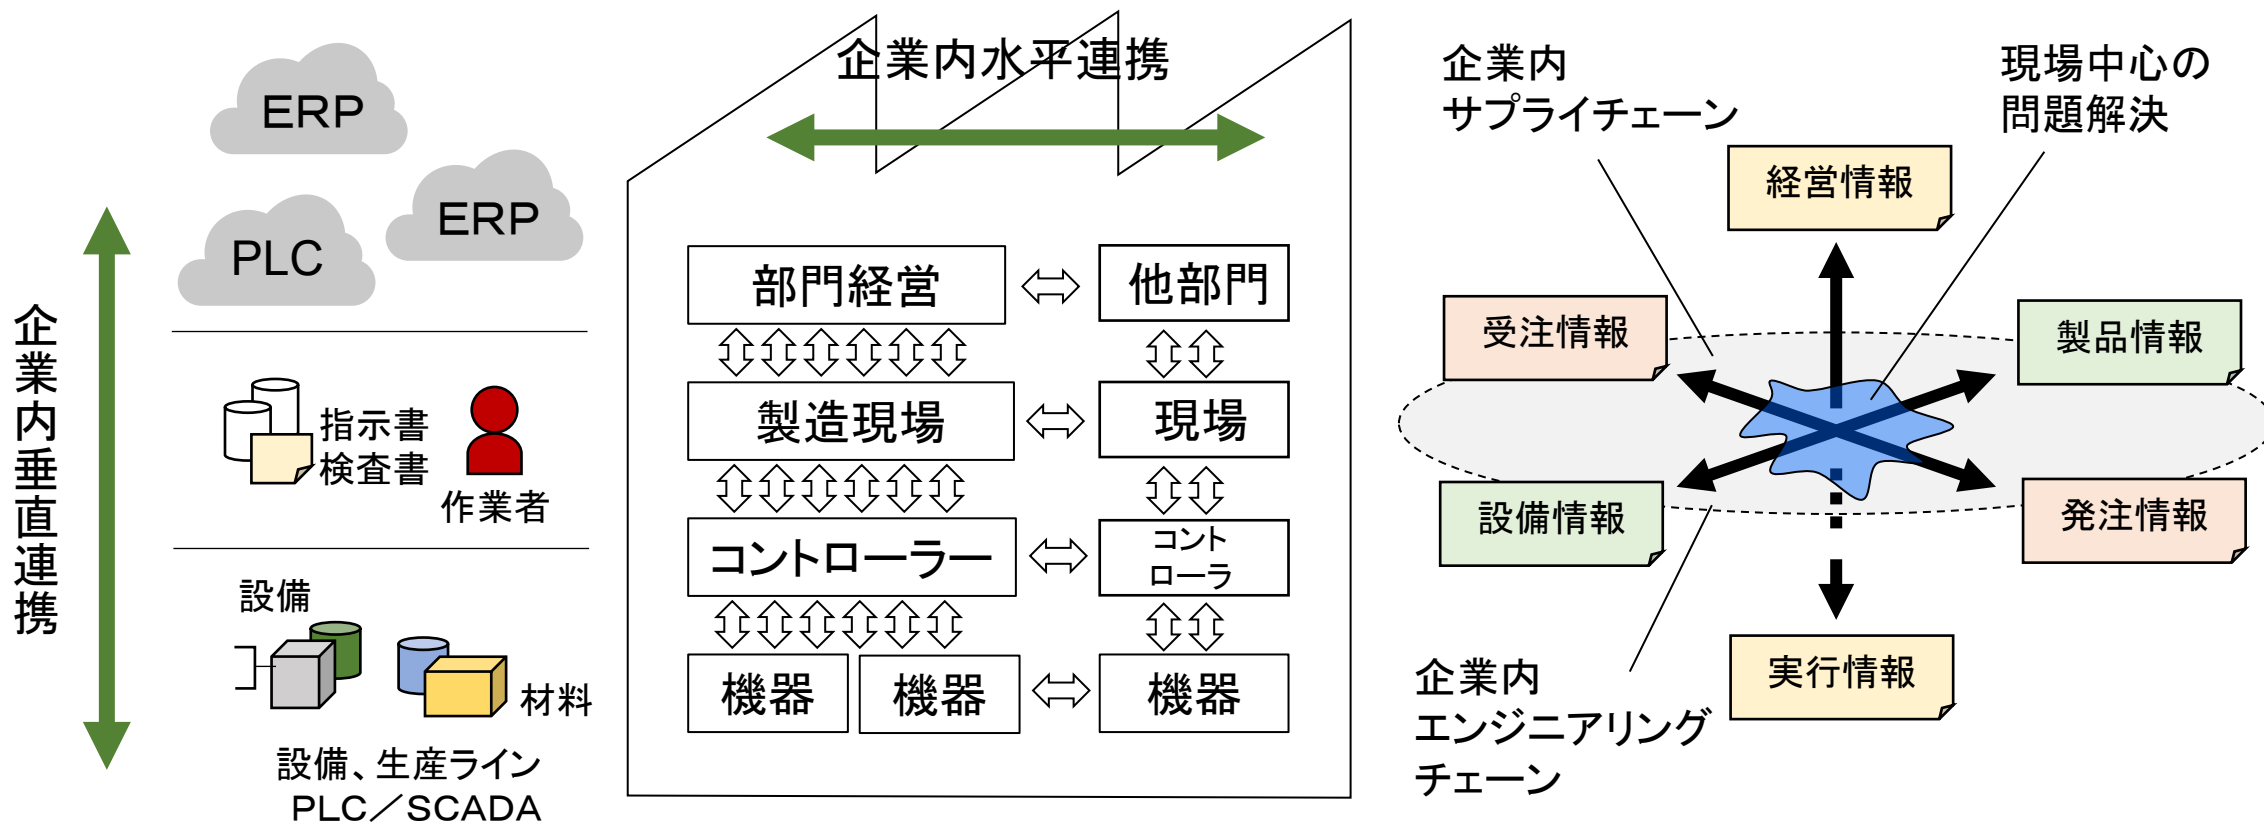 企業内垂直連携
ERP
ERP
PLC
指示書
検査書
作業者
設備
材料
設備、生産ライン
PLC／SCADA
企業内水平連携
部門経営
他部門
製造現場
現場
コントローラー
コント
ローラ
機器
機器
機器
企業内
サプライチェーン
現場中心の
問題解決
経営情報
受注情報
製品情報
設備情報
発注情報
実行情報
企業内
エンジニアリング
チェーン